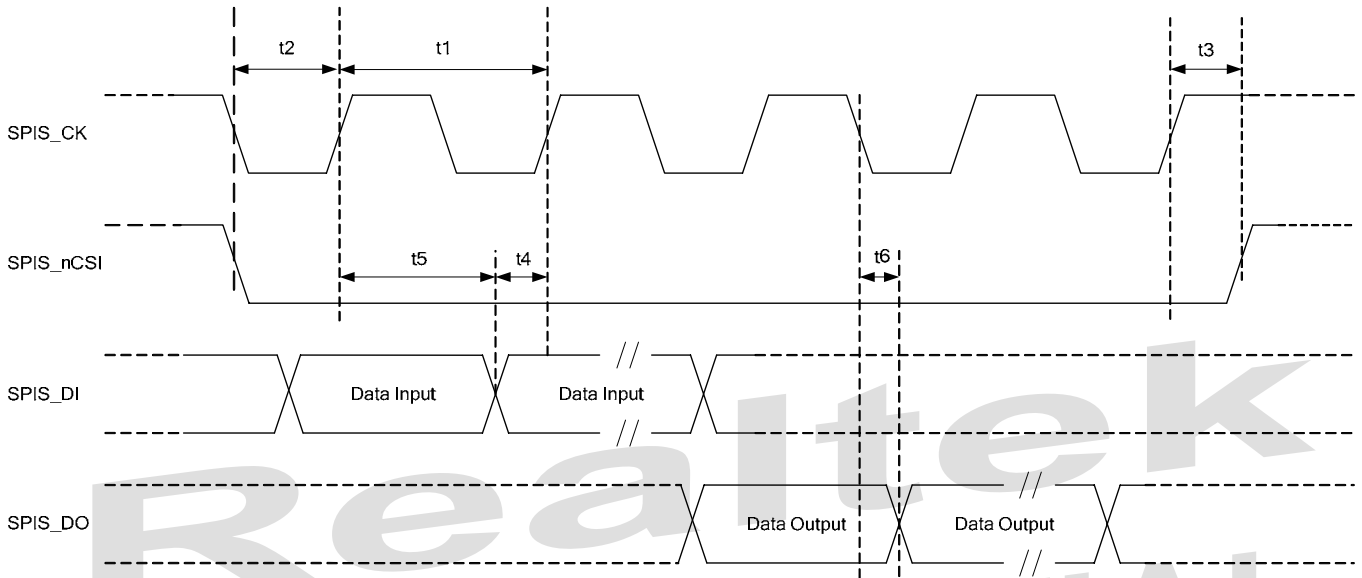 t2
t1
t3
SPIS_CK
SPIS_nCSI
t5
t4
t6
SPIS_DI
Data Input
Data Input
SPIS_DO
Data Output
Data Output
Realtek